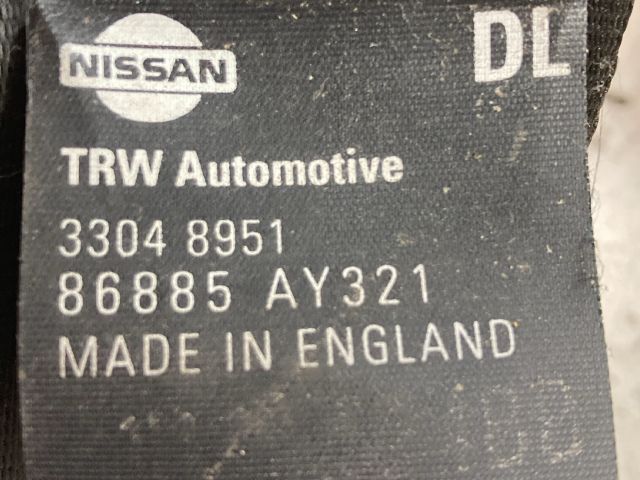 NISSAN
DL
TRW Automotive
3304 8951
86885 AY321
MADE IN ENGLAND